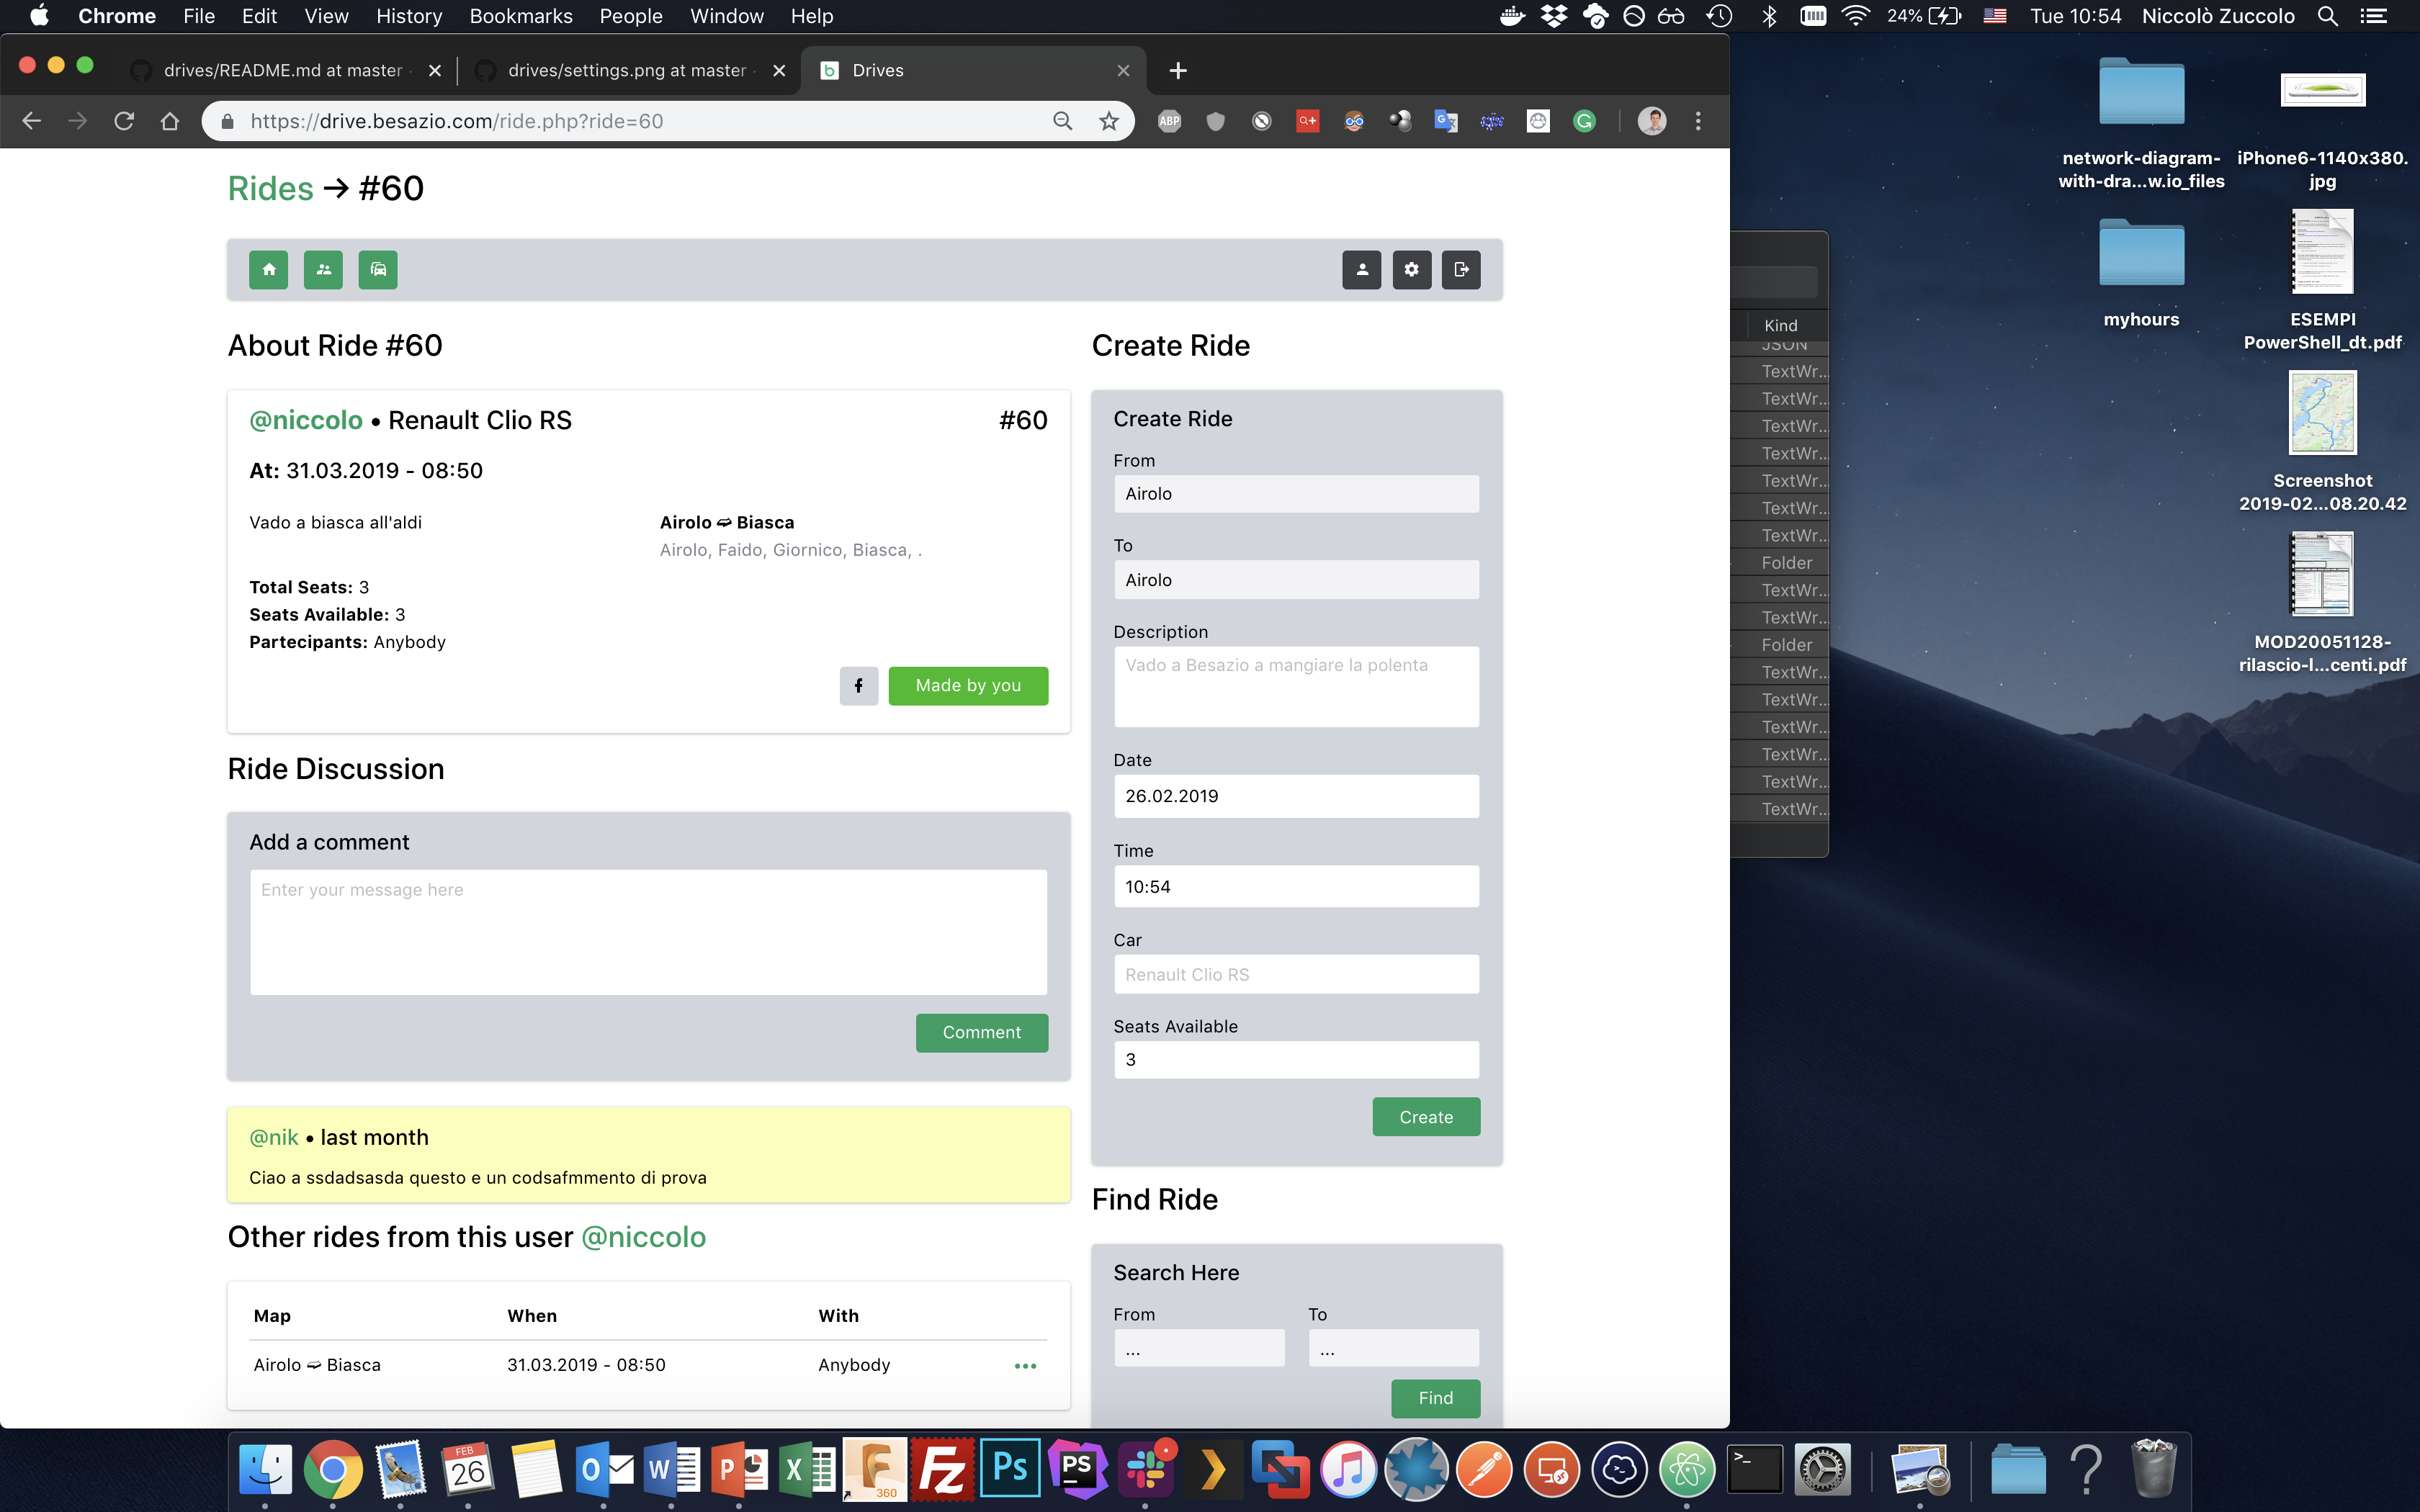 Chrome File Edit View History Bookmarks People Window Help
24% Tue 10:54 Niccolò Zuccolo
drives/README.md at master
drives/settings.png at master
Drives
https://drive.besazio.com/ride.php?ride=60
ABP
Rides → #60
About Ride #60
@niccolo • Renault Clio RS #60
At: 31.03.2019 - 08:50
Vado a biasca all'aldi
Airolo ➫ Biasca
Airolo, Faido, Giornico, Biasca, .
Total Seats: 3
Seats Available: 3
Partecipants: Anybody
Made by you
Ride Discussion
Add a comment
Enter your message here
Comment
@nik • last month
Ciao a ssdadsasda questo e un codsafmmento di prova
Other rides from this user @niccolo
Map When With
Airolo ➫ Biasca 31.03.2019 - 08:50 Anybody
Create Ride
Create Ride
From
Airolo
To
Airolo
Description
Vado a Besazio a mangiare la polenta
Date
26.02.2019
Time
10:54
Car
Renault Clio RS
Seats Available
3
Create
Find Ride
Search Here
From To
... ...
Find
Kind
JSON
TextWr...
TextWr...
TextWr...
TextWr...
TextWr...
TextWr...
TextWr...
Folder
TextWr...
TextWr...
Folder
TextWr...
TextWr...
TextWr...
TextWr...
TextWr...
TextWr...
network-diagram-
with-dra...w.io_files
iPhone6-1140x380.
jpg
myhours
ESEMPI
PowerShell_dt.pdf
Screenshot
2019-02...08.20.42
MOD20051128-
rilascio-l...centi.pdf
FEB
26
O
W
P
X
F
360
FZ
Ps
PS
>_
?